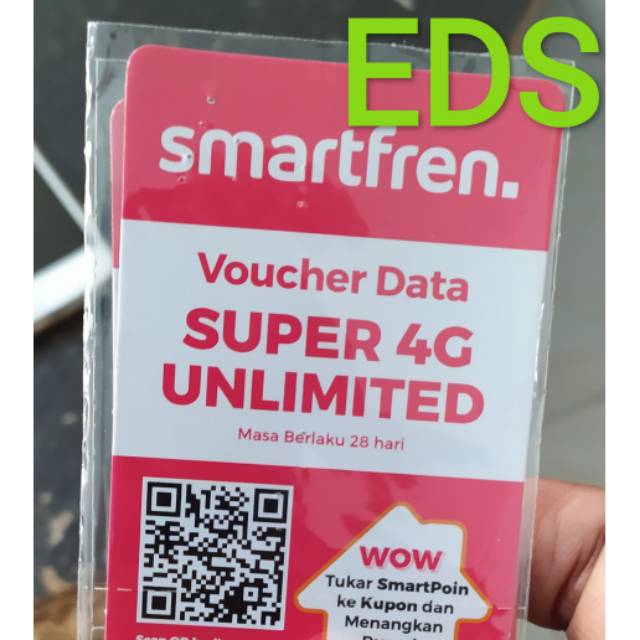 EDS
smartfren.
Voucher Data
SUPER 4G
UNLIMITED
Masa Berlaku 28 hari
WOW
Tukar SmartPoin
ke Kupon dan
Menangkan